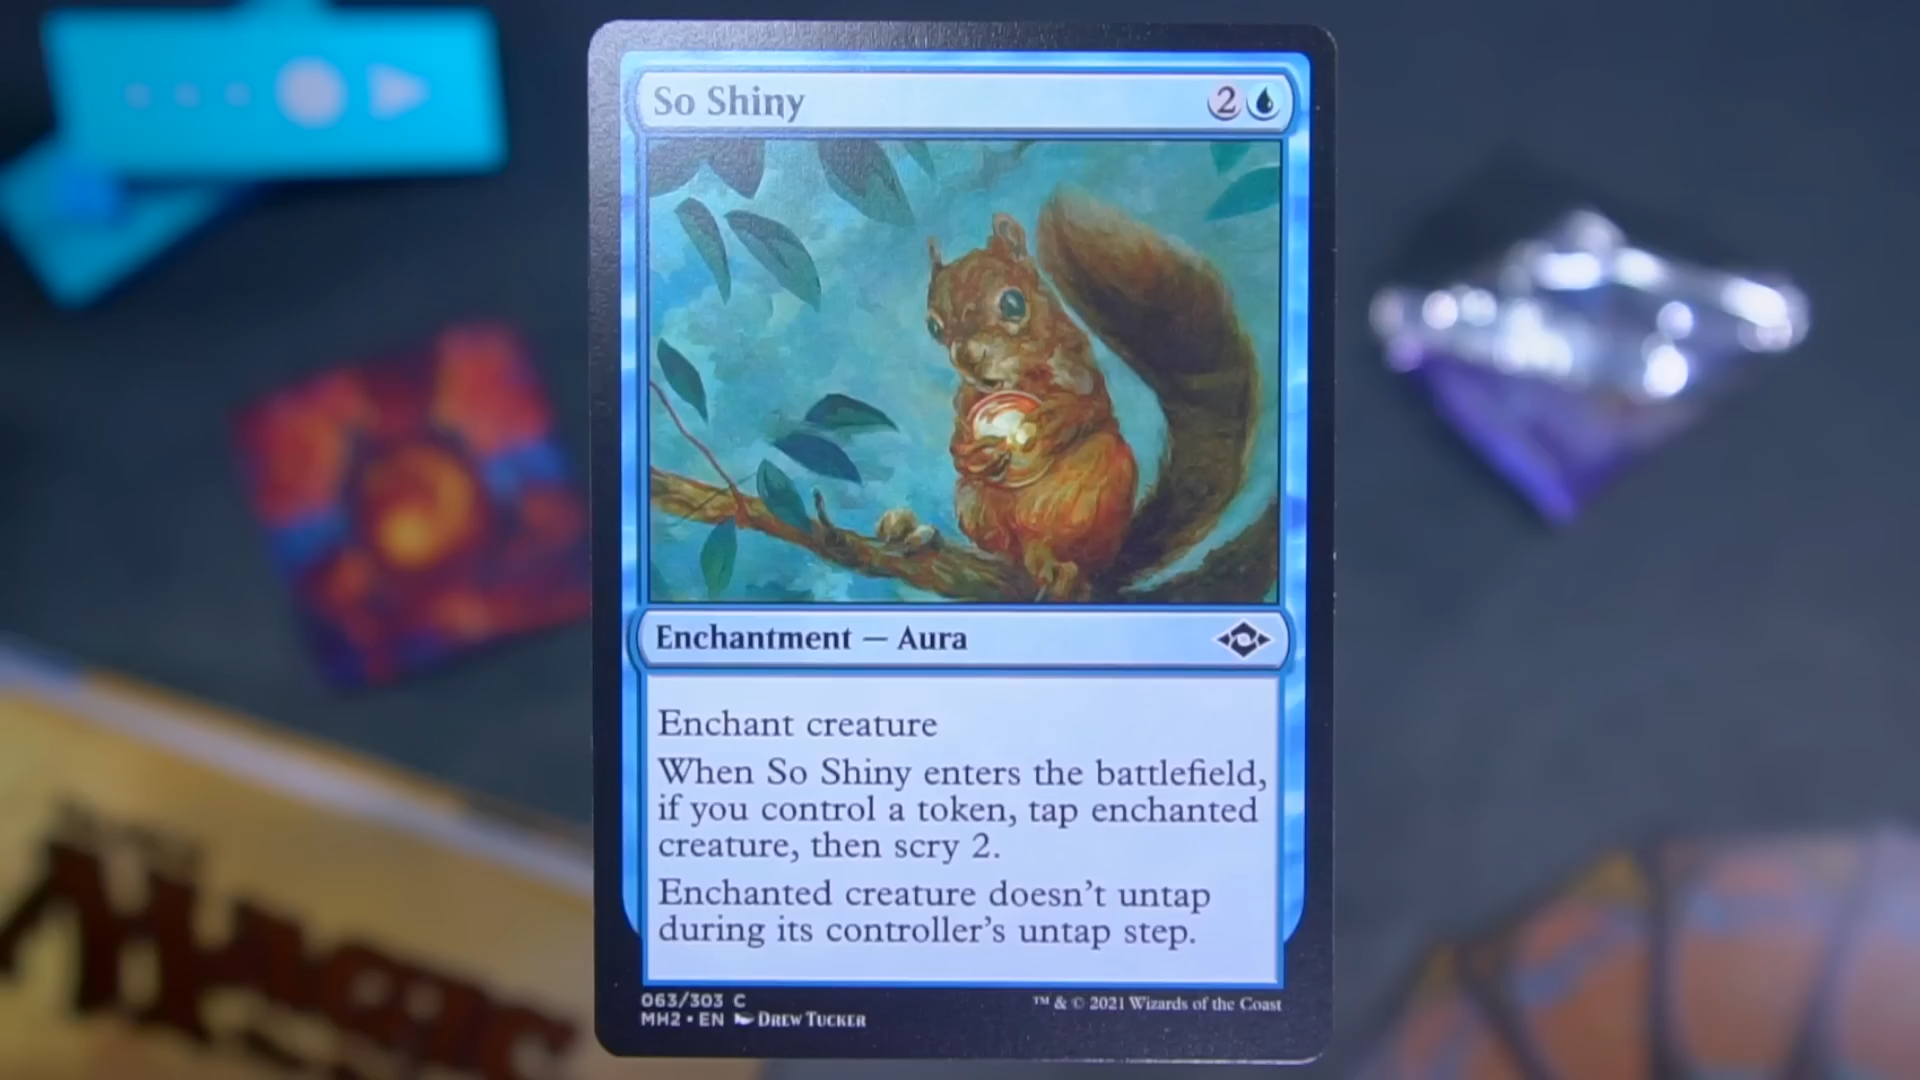 So Shiny 2
Enchantment — Aura
Enchant creature
When So Shiny enters the battlefield,
if you control a token, tap enchanted
creature, then scry 2.
Enchanted creature doesn't untap
during its controller's untap step.
063/303 C
MH2 • EN DREW TUCKER
™ & © 2021 Wizards of the Coast
MAGIC